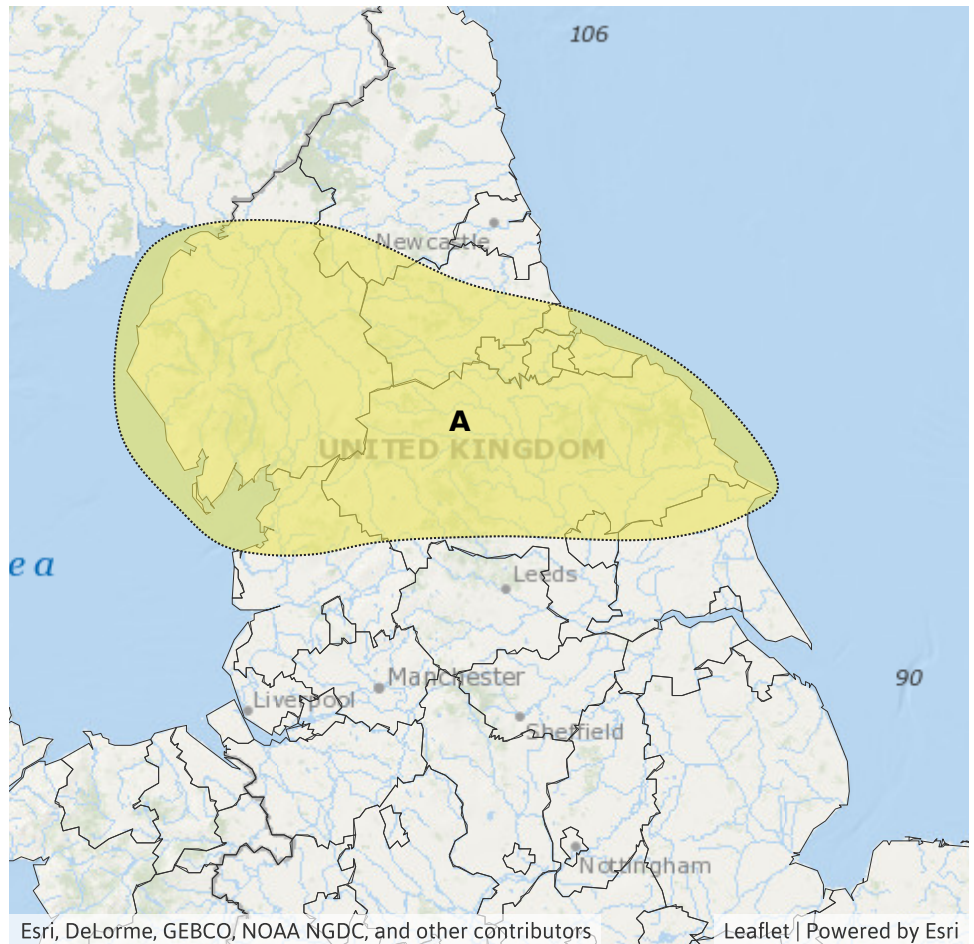 106
Newcastle
A
UNITED KINGDOM
e a
Leeds
Manchester
90
Liverpool
Sheffield
Nottingham
Esri, DeLorme, GEBCO, NOAA NGDC, and other contributors
Leaflet | Powered by Esri